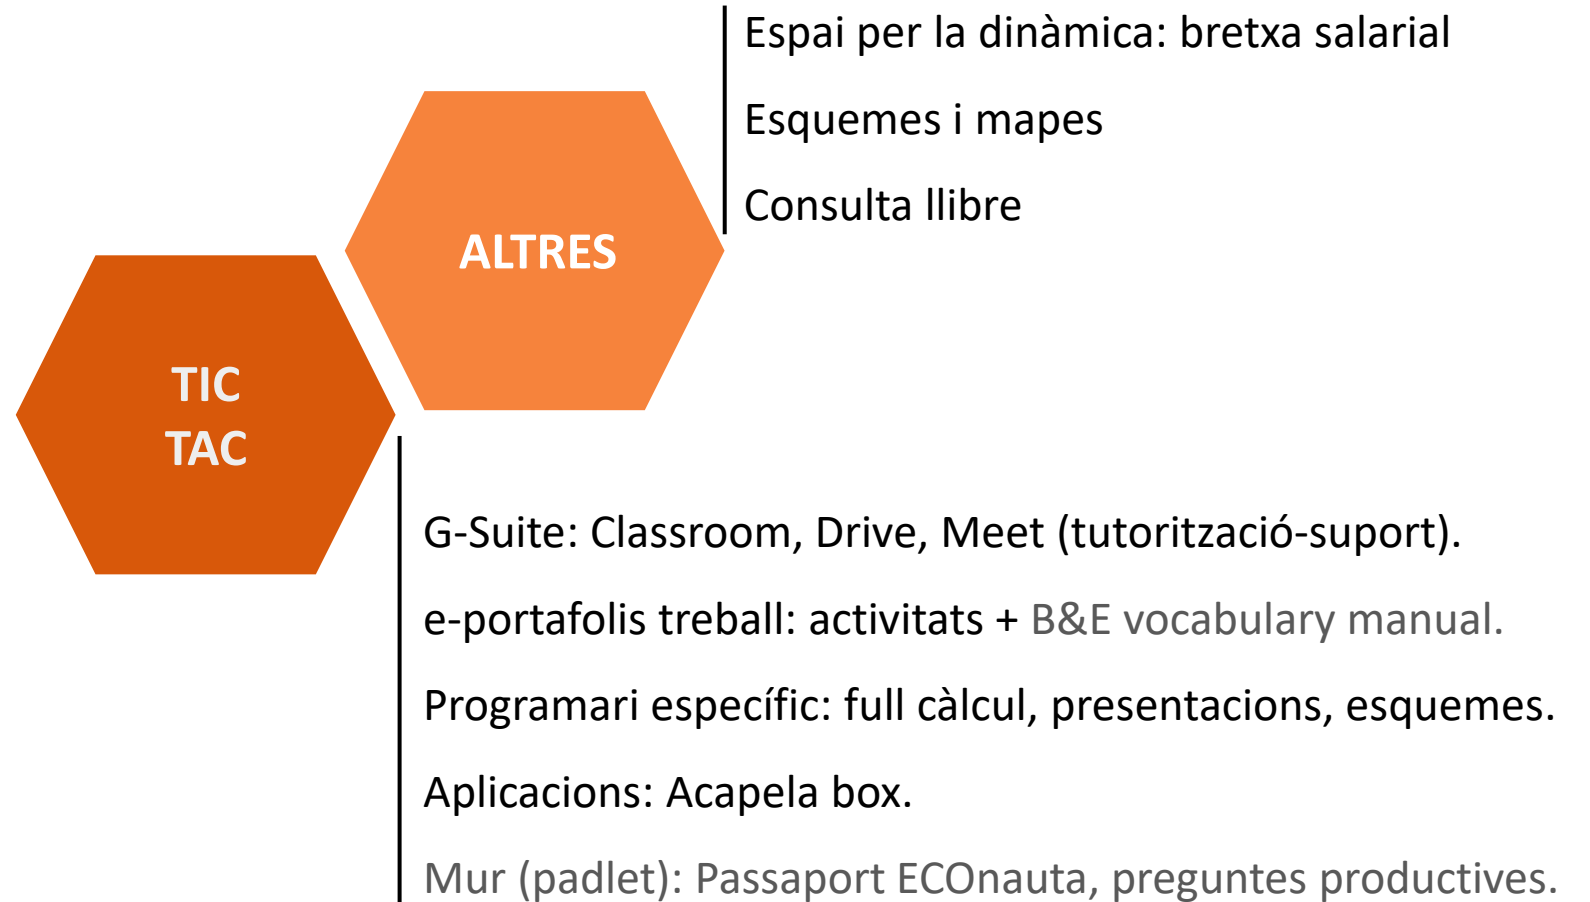 Espai per la dinàmica: bretxa salarial
Esquemes i mapes
Consulta llibre
ALTRES
TIC
TAC
G-Suite: Classroom, Drive, Meet (tutorització-suport).
e-portafolis treball: activitats + B&E vocabulary manual.
Programari específic: full càlcul, presentacions, esquemes.
Aplicacions: Acapela box.
Mur (padlet): Passaport ECOnauta, preguntes productives.